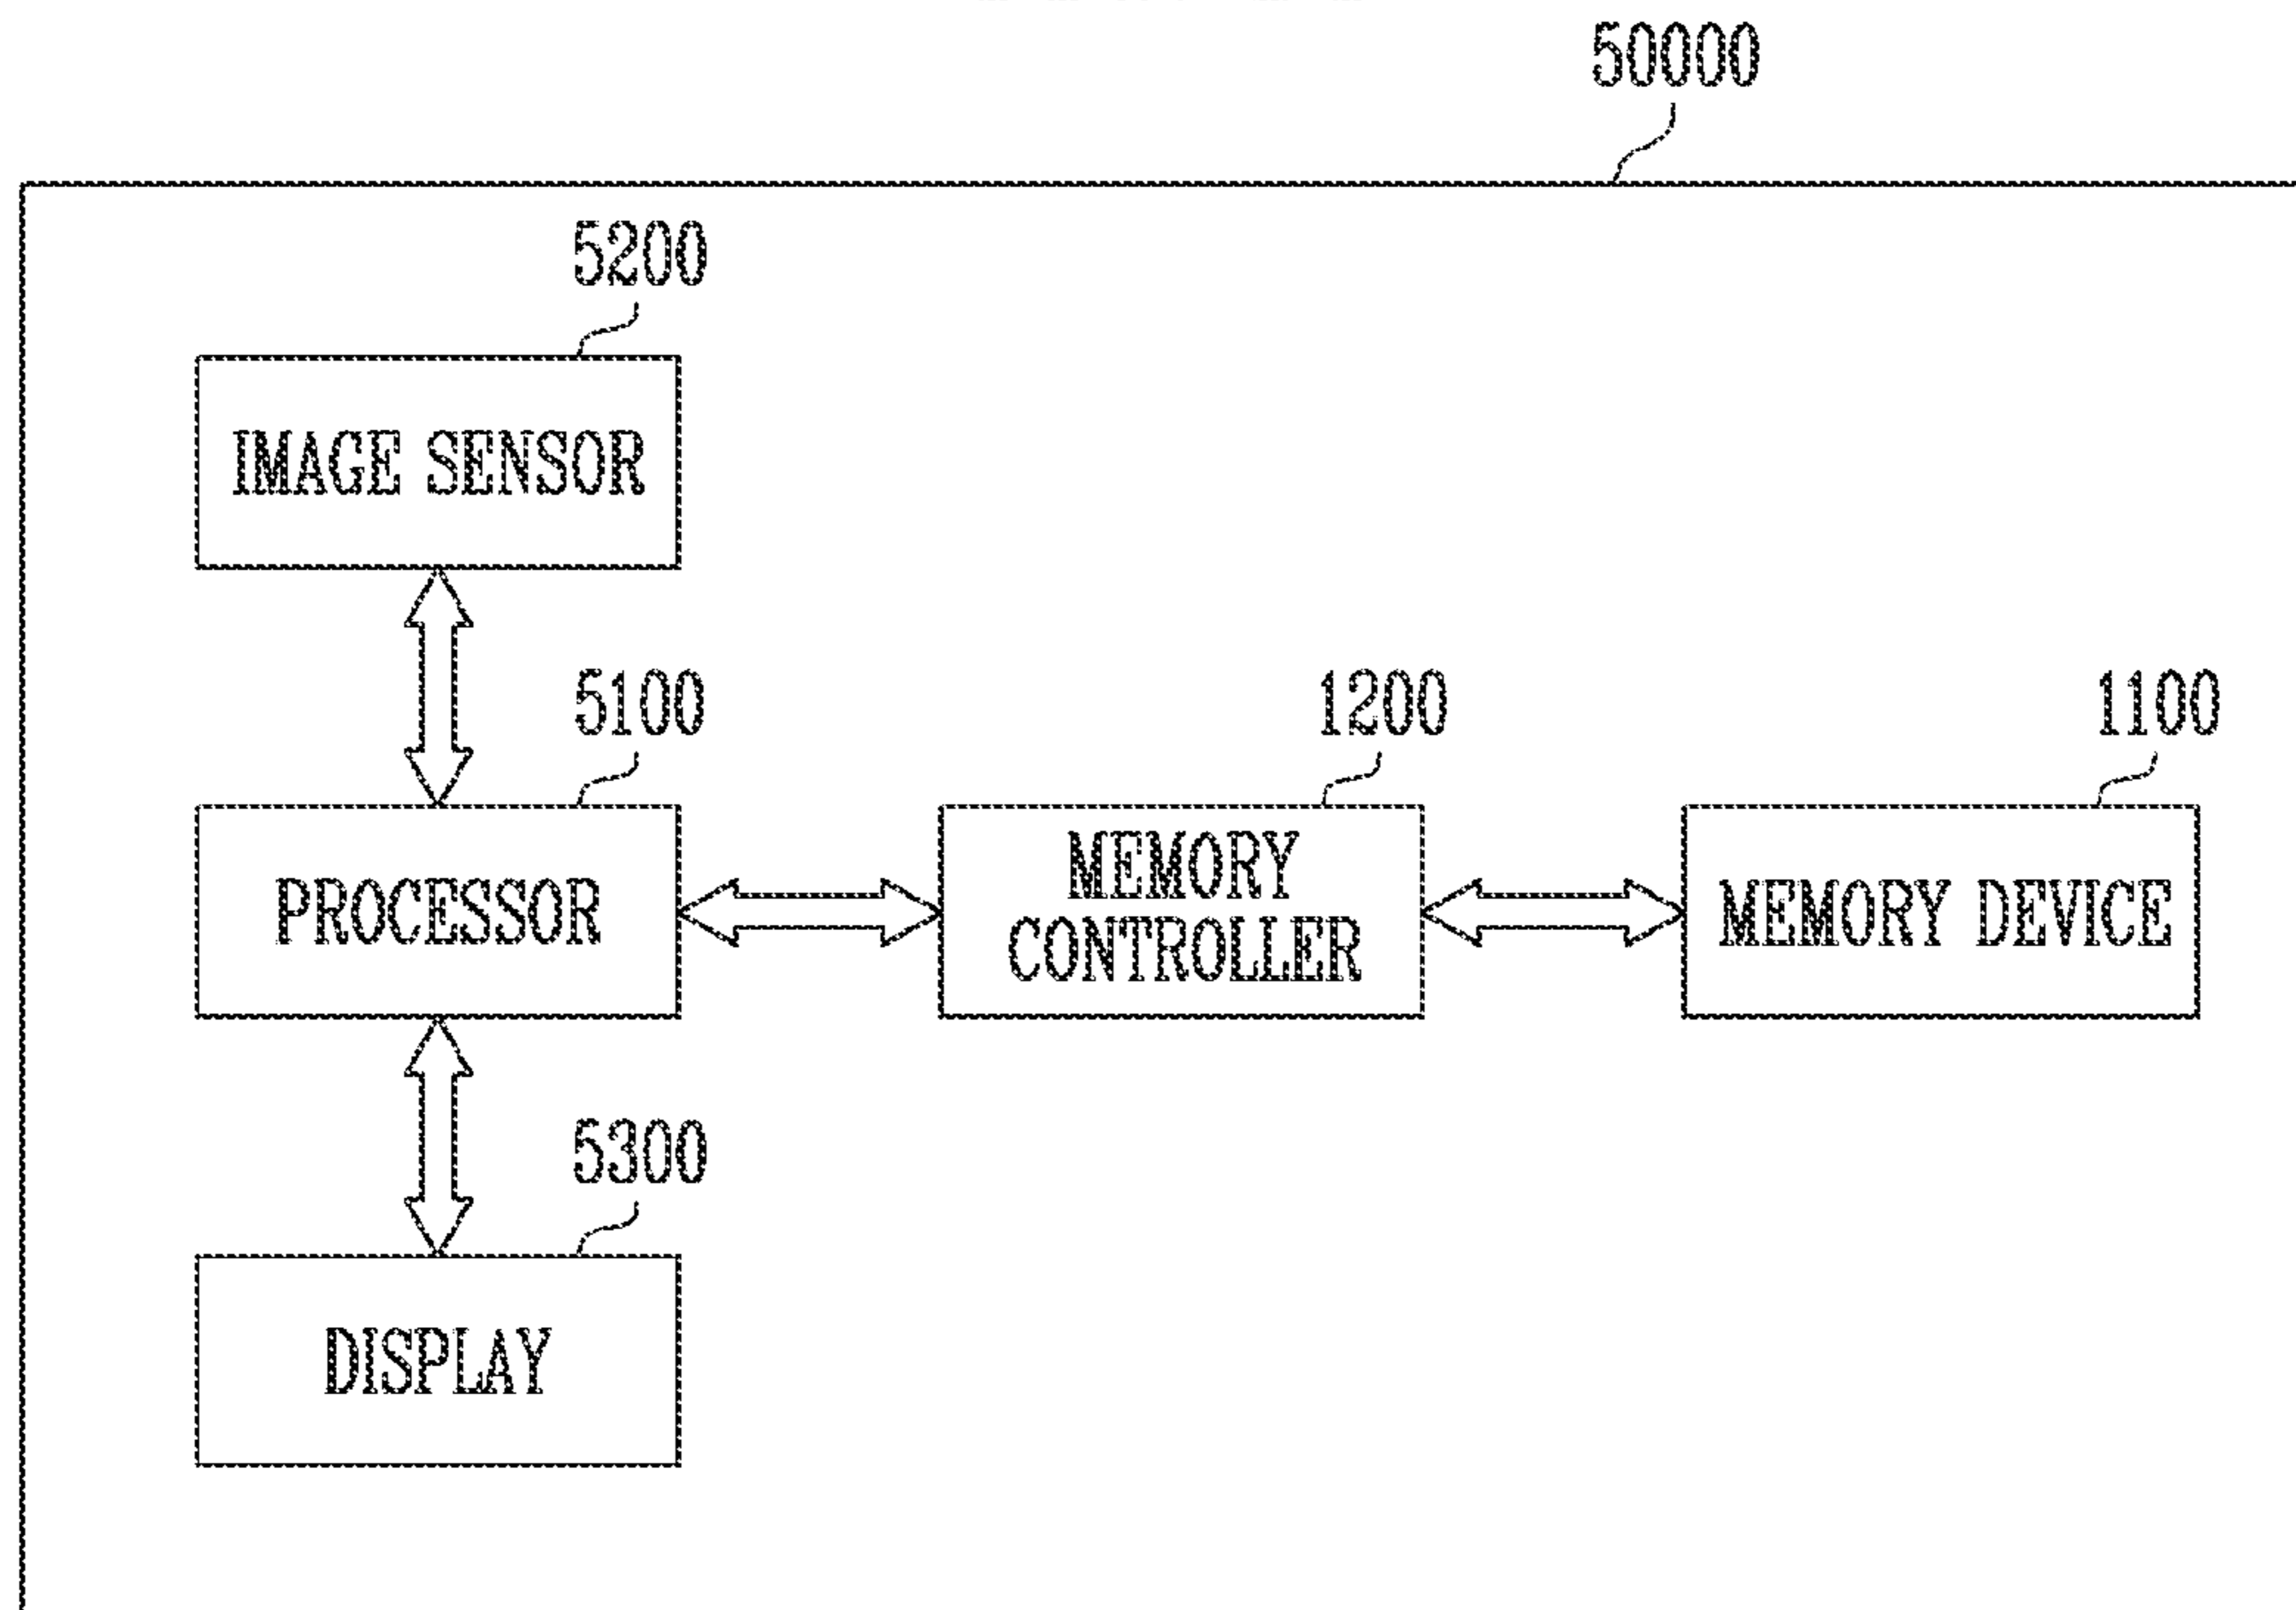 50000
5200
IMAGE SENSOR
5100
1200
1100
PROCESSOR
MEMORY
CONTROLLER
MEMORY DEVICE
5300
DISPLAY